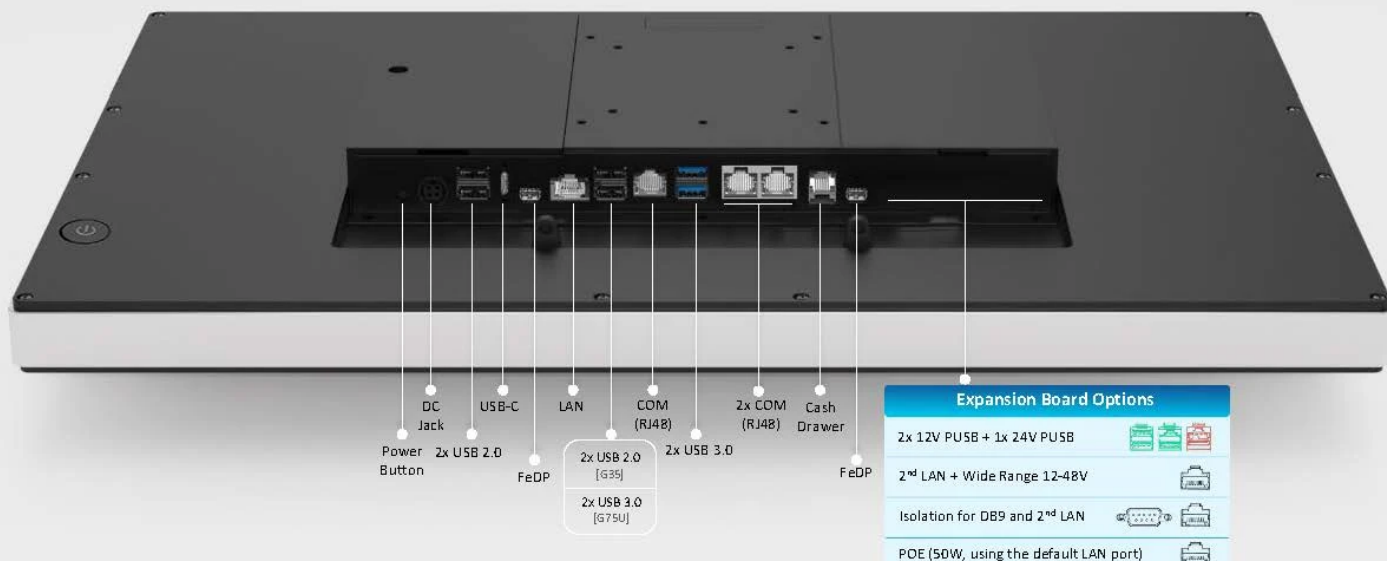 DC
Jack
USB-C
LAN
COM
(RJ48)
2x COM
(RJ48)
Cash
Drawer
Power
Button
2x USB 2.0
FeDP
2x USB 2.0
[G35]
2x USB 3.0
[G75U]
2x USB 3.0
FeDP
Expansion Board Options
2x 12V PUSB + 1x 24V PUSB
2nd LAN + Wide Range 12-48V
Isolation for DB9 and 2nd LAN
POE (50W, using the default LAN port)